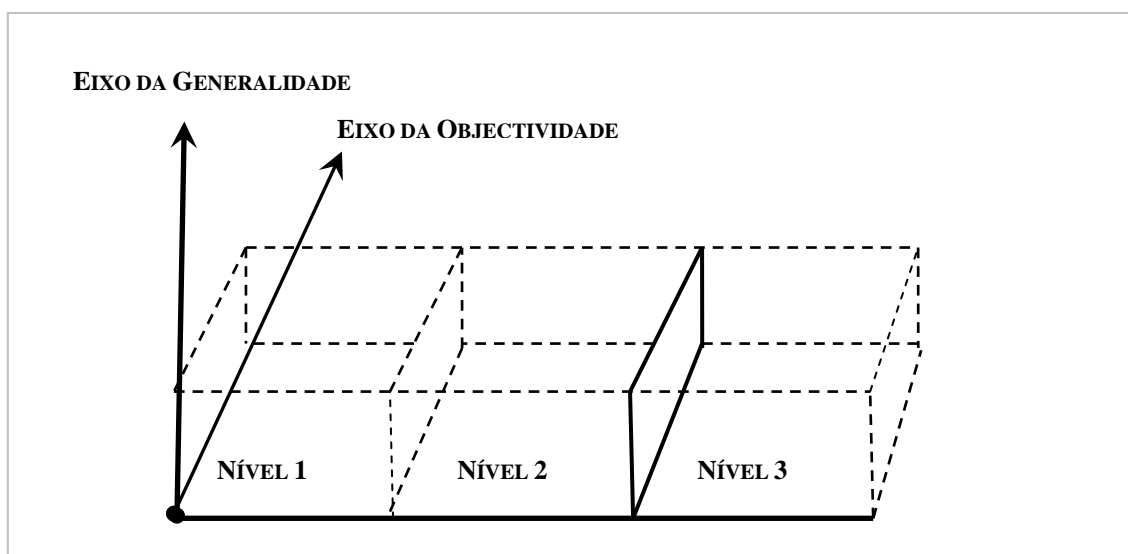 EIXO DA GENERALIDADE
EIXO DA OBJECTIVIDADE
NÍVEL 1 NÍVEL 2 NÍVEL 3